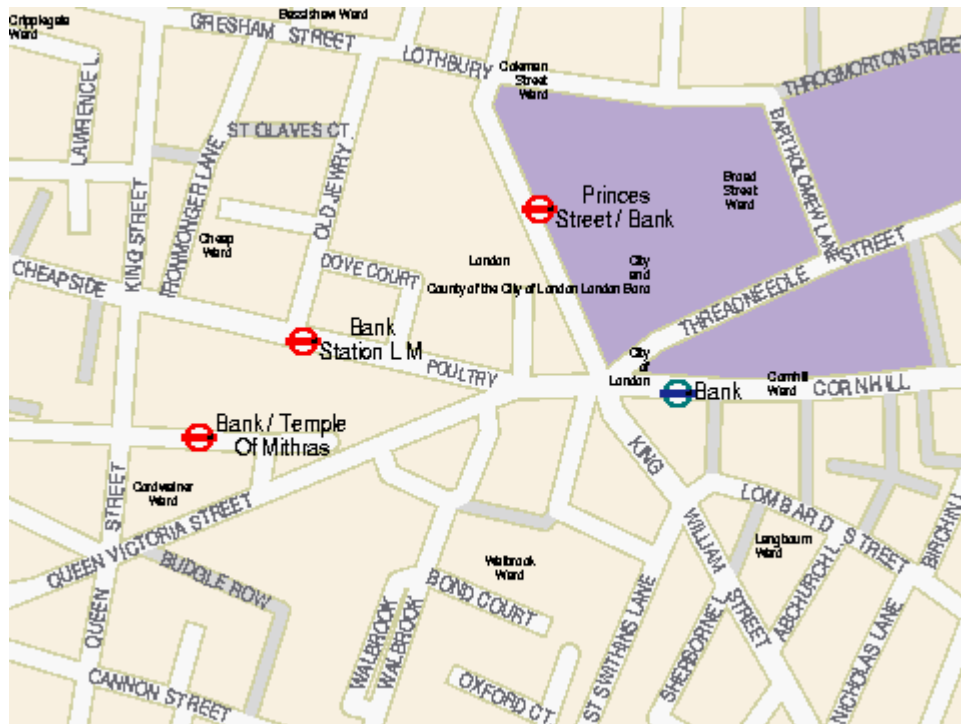 Cripplegate
Ward
Bassishaw Ward
GRESHAM STREET
LOTHBURY
Coleman
Street
Ward
THROGMORTON STREET
LAWRENCE L.
ST OLAVES CT.
BARTHOLOMEW LANE
KING STREET
IRONMONGER LANE
OLD JEWRY
Princes
Street / Bank
Broad
Street
Ward
Cheap
Ward
DOVE COURT
London
City
and
County of the City of London London Boro
CHEAPSIDE
THREADNEEDLE STREET
Bank
Station L M
POULTRY
City
of
London
Bank
Cornhill
Ward
CORNHILL
Bank / Temple
Of Mithras
KING WILLIAM STREET
Cordwainer
Ward
QUEEN STREET
QUEEN VICTORIA STREET
LOMBARD STREET
Langbourn
Ward
BIRCHIN L
BUDGLE ROW
Walbrook
Ward
BOND COURT
ABCHURCH L.
WALBROOK
WALBROOK
ST SWITHINS LANE
SHERBORNE
NICHOLAS LANE
CANNON STREET
OXFORD CT.